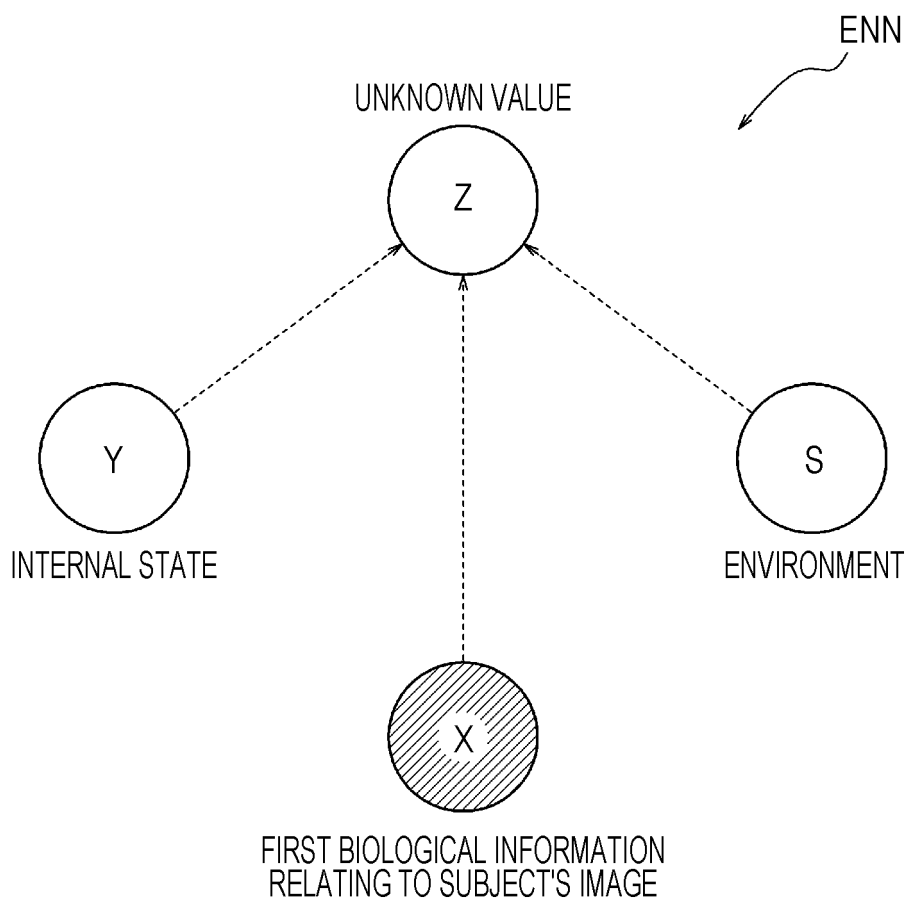 ENN
UNKNOWN VALUE
Z
Y
S
INTERNAL STATE
ENVIRONMENT
X
FIRST BIOLOGICAL INFORMATION
RELATING TO SUBJECT'S IMAGE